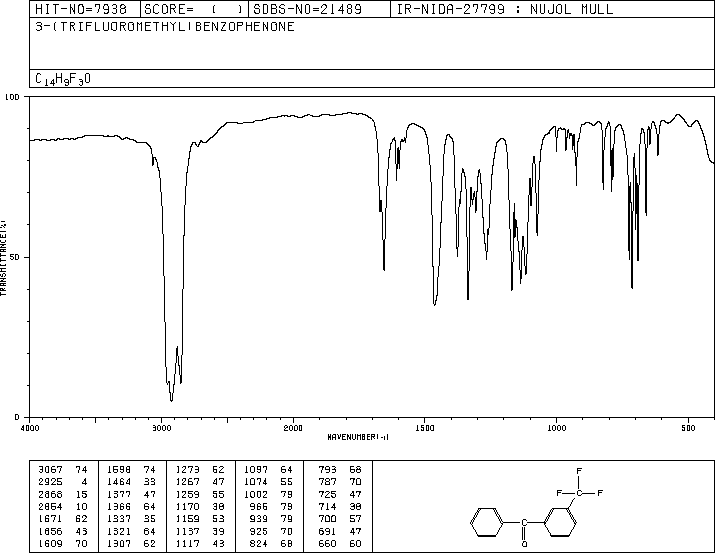 HIT-NO=7938 SCORE= ( ) SDBS-NO=21489 IR-NIDA-27799 : NUJOL MULL
3-(TRIFLUOROMETHYL)BENZOPHENONE
C14H9F3O
100
50
0
TRANSMITTANCE(%)
4000 3000 2000 1500 1000 500
WAVENUMBER(-1)
3067 74 1598 74 1273 52 1097 64 793 68
2925 4 1464 33 1267 47 1074 55 787 70
2868 15 1377 47 1259 55 1002 79 725 47
2854 10 1366 64 1170 38 966 79 714 38
1671 62 1337 35 1159 53 939 79 700 57
1656 43 1321 64 1137 39 925 70 691 47
1609 70 1307 62 1117 43 824 68 660 60
F
F C F
C
O